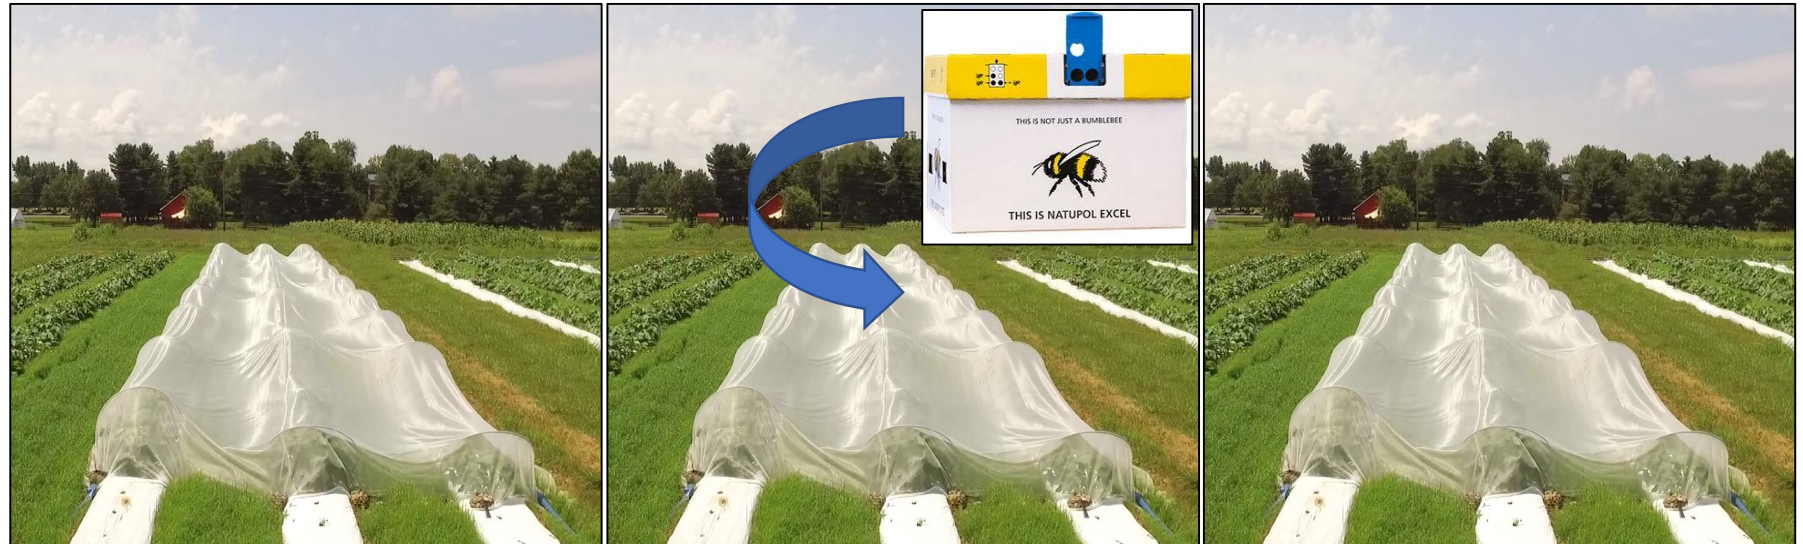 THIS IS NOT JUST A BUMBLEBEE
THIS IS NATUPOL EXCEL